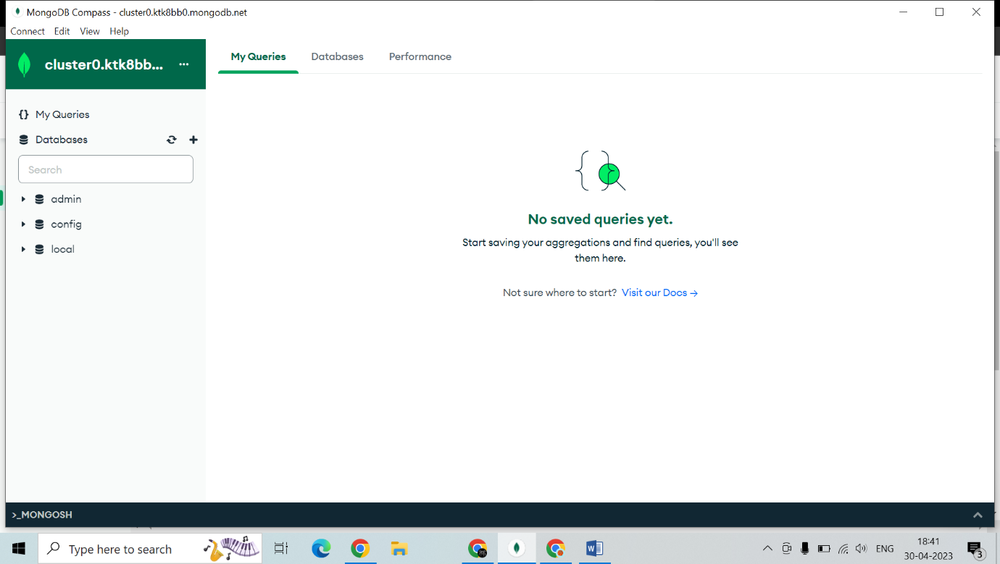 MongoDB Compass - cluster0.ktk8bb0.mongodb.net
Connect Edit View Help
cluster0.ktk8bb... ...
My Queries Databases Performance
{} My Queries
Databases
Search
admin
config
local
No saved queries yet.
Start saving your aggregations and find queries, you'll see
them here.
Not sure where to start? Visit our Docs →
>_MONGOSH
Type here to search
ENG
18:41
30-04-2023
3